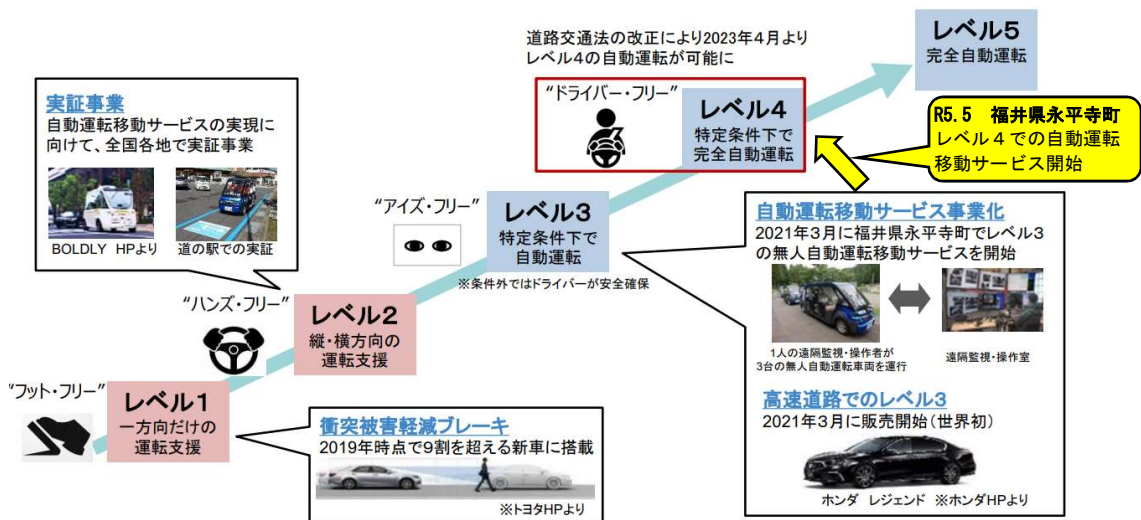 道路交通法の改正により2023年4月より
レベル4の自動運転が可能に
レベル5
完全自動運転
“ドライバー・フリー”
レベル4
特定条件下で
完全自動運転
R5.5 福井県永平寺町
レベル4での自動運転
移動サービス開始
実証事業
自動運転移動サービスの実現に
向けて、全国各地で実証事業
BOLDLY HPより
道の駅での実証
“アイズ・フリー”
レベル3
特定条件下で
自動運転
※条件外ではドライバーが安全確保
自動運転移動サービス事業化
2021年3月に福井県永平寺町でレベル3
の無人自動運転移動サービスを開始
1人の遠隔監視・操作者が
3台の無人自動運転車両を運行
遠隔監視・操作室
高速道路でのレベル3
2021年3月に販売開始(世界初)
ホンダ レジェンド ※ホンダHPより
“ハンズ・フリー”
レベル2
縦・横方向の
運転支援
“フット・フリー”
レベル1
一方向だけの
運転支援
衝突被害軽減ブレーキ
2019年時点で9割を超える新車に搭載
※トヨタHPより